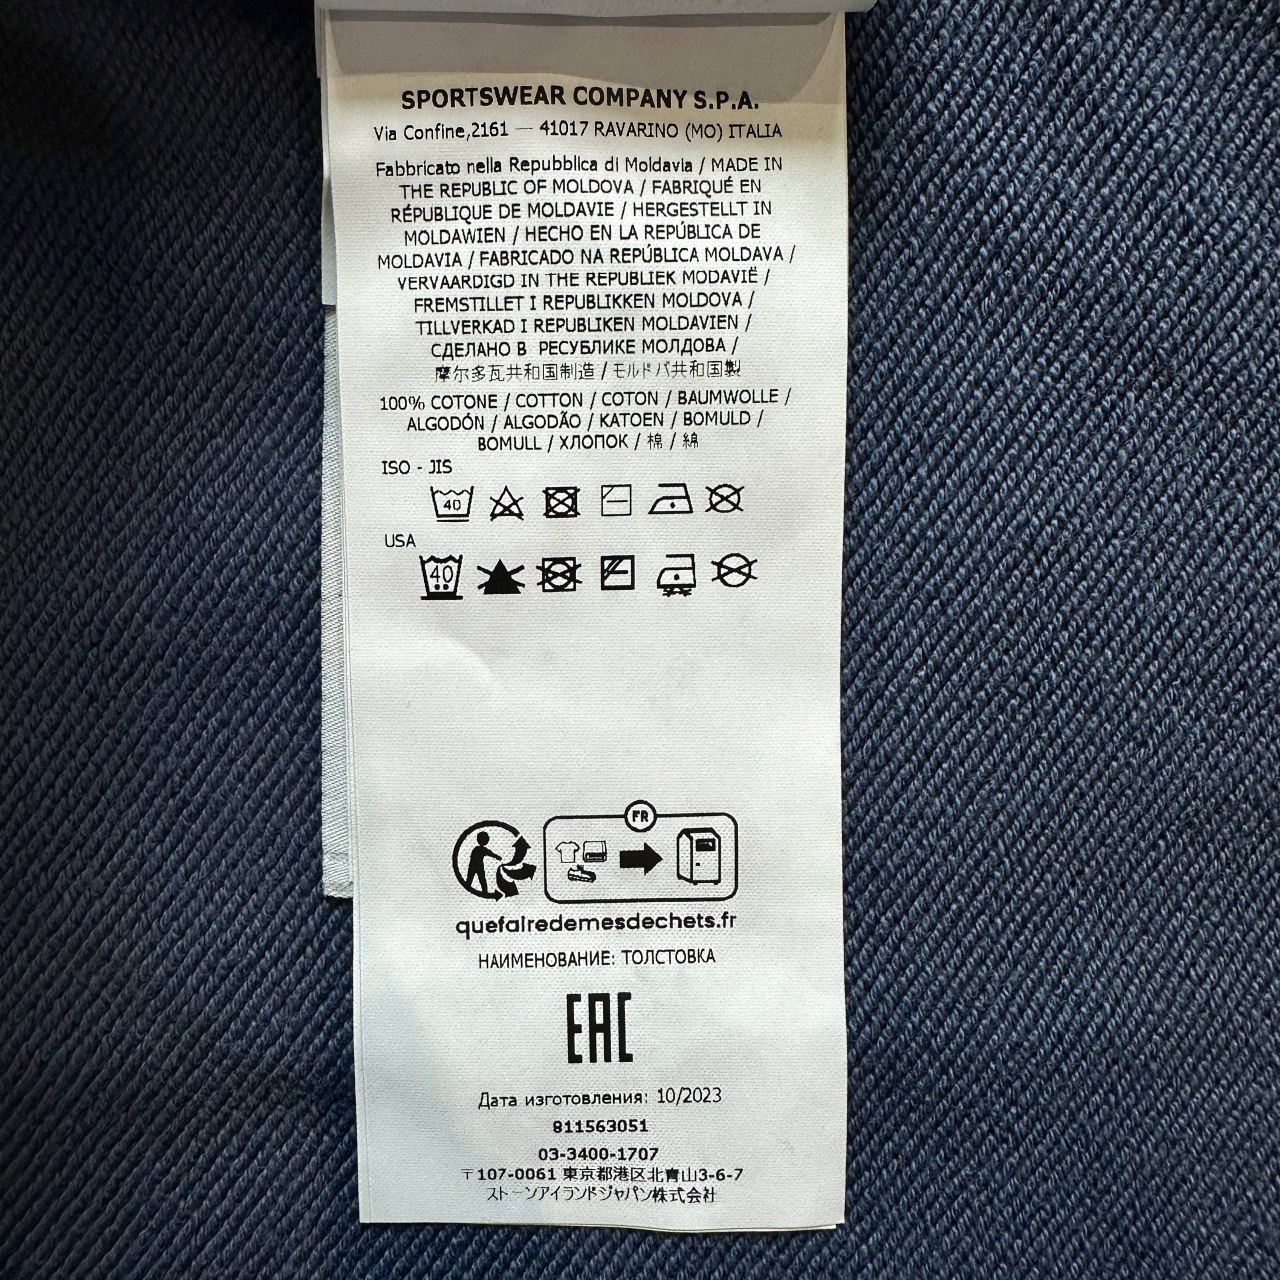 SPORTSWEAR COMPANY S.P.A.
Via Confine,2161 — 41017 RAVARINO (MO) ITALIA
Fabbricato nella Repubblica di Moldavia / MADE IN
THE REPUBLIC OF MOLDOVA / FABRIQUÉ EN
RÉPUBLIQUE DE MOLDAVIE / HERGESTELLT IN
MOLDAWIEN / HECHO EN LA REPÚBLICA DE
MOLDAVIA / FABRICADO NA REPÚBLICA MOLDAVA /
VERVAARDIGD IN THE REPUBLIEK MODAVIË /
FREMSTILLET I REPUBLIKKEN MOLDOVA /
TILLVERKAD I REPUBLIKEN MOLDAVIEN /
СДЕЛАНО В РЕСУБЛИКЕ МОЛДОВА /
摩尔多瓦共和国制造 / モルドバ共和国製
100% COTONE / COTTON / COTON / BAUMWOLLE /
ALGODÓN / ALGODÃO / KATOEN / BOMULD /
BOMULL / ХЛОПОК / 棉 / 綿
ISO - JIS
40
USA
40
FR
quefairedemesdechets.fr
НАИМЕНОВАНИЕ: ТОЛСТОВКА
EAC
Дата изготовления: 10/2023
811563051
03-3400-1707
〒107-0061 東京都港区北青山3-6-7
ストーンアイランドジャパン株式会社